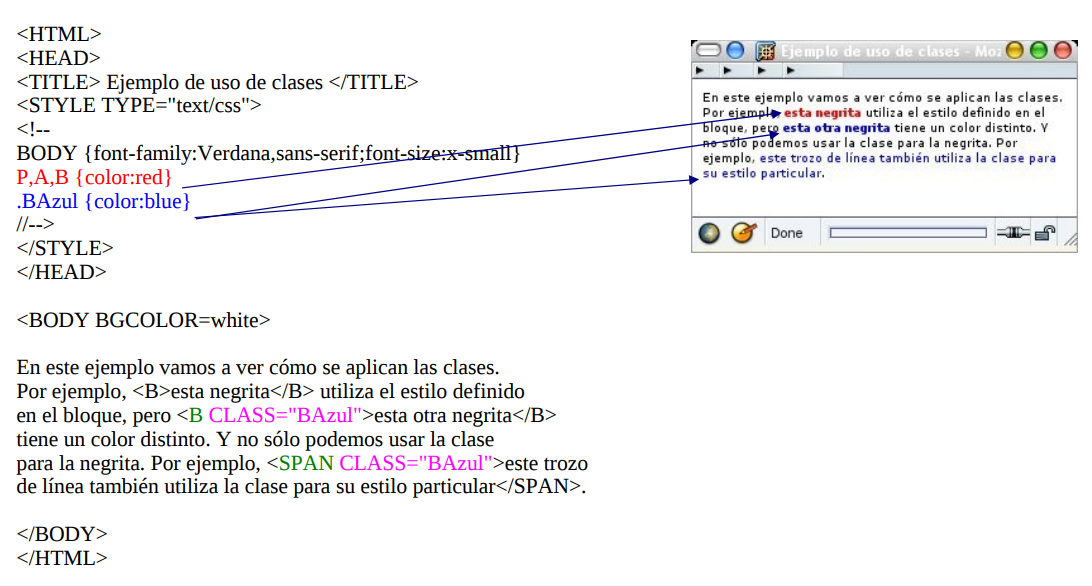 <HTML>
<HEAD>
<TITLE> Ejemplo de uso de clases </TITLE>
<STYLE TYPE="text/css">
<!--
BODY {font-family:Verdana,sans-serif;font-size:x-small}
P,A,B {color:red}
.BAzul {color:blue}
//-->
</STYLE>
</HEAD>
<BODY BGCOLOR=white>
En este ejemplo vamos a ver cómo se aplican las clases.
Por ejemplo, <B>esta negrita</B> utiliza el estilo definido
en el bloque, pero <B CLASS="BAzul">esta otra negrita</B>
tiene un color distinto. Y no sólo podemos usar la clase
para la negrita. Por ejemplo, <SPAN CLASS="BAzul">este trozo
de línea también utiliza la clase para su estilo particular</SPAN>.
</BODY>
</HTML>
Ejemplo de uso de clases - Moz
En este ejemplo vamos a ver cómo se aplican las clases.
Por ejemplo, esta negrita utiliza el estilo definido en el
bloque, pero esta otra negrita tiene un color distinto. Y
no sólo podemos usar la clase para la negrita. Por
ejemplo, este trozo de línea también utiliza la clase para
su estilo particular.
Done